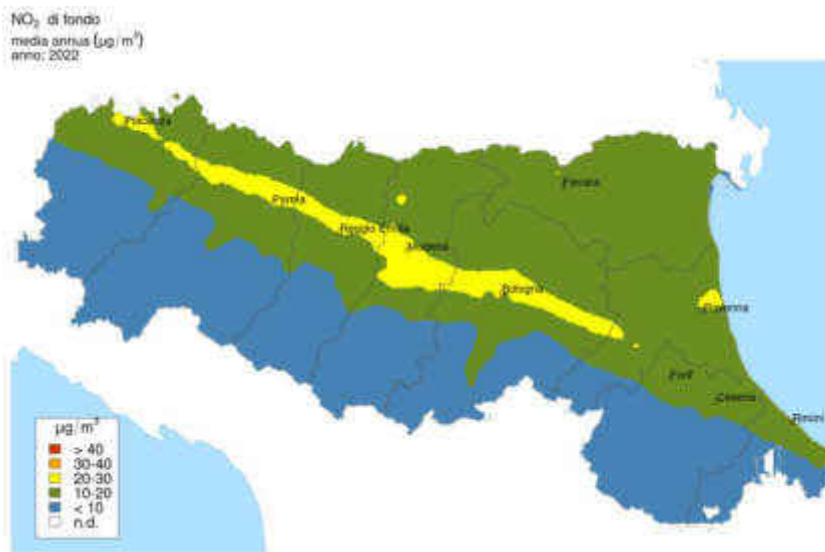 NO₂ di fondo
media annua (µg/m³)
anno: 2022
Piacenza
Parma
Reggio Emilia
Modena
Ferrara
Bologna
Ravenna
Forlì
Cesena
Rimini
µg/m³
> 40
30-40
20-30
10-20
< 10
n.d.